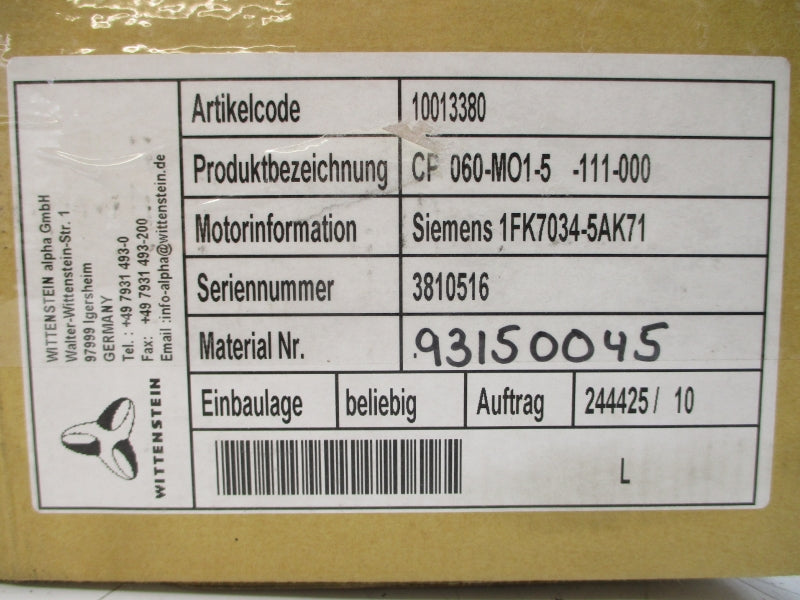 WITTENSTEIN alpha GmbH
Walter-Wittenstein-Str. 1
97999 Igersheim
GERMANY
Tel. : +49 7931 493-0
Fax: +49 7931 493-200
Email :info-alpha@wittenstein.de
WITTENSTEIN
Artikelcode 10013380
Produktbezeichnung CP 060-MO1-5 -111-000
Motorinformation Siemens 1FK7034-5AK71
Seriennummer 3810516
Material Nr. 93150045
Einbaulage beliebig Auftrag 244425/ 10
L